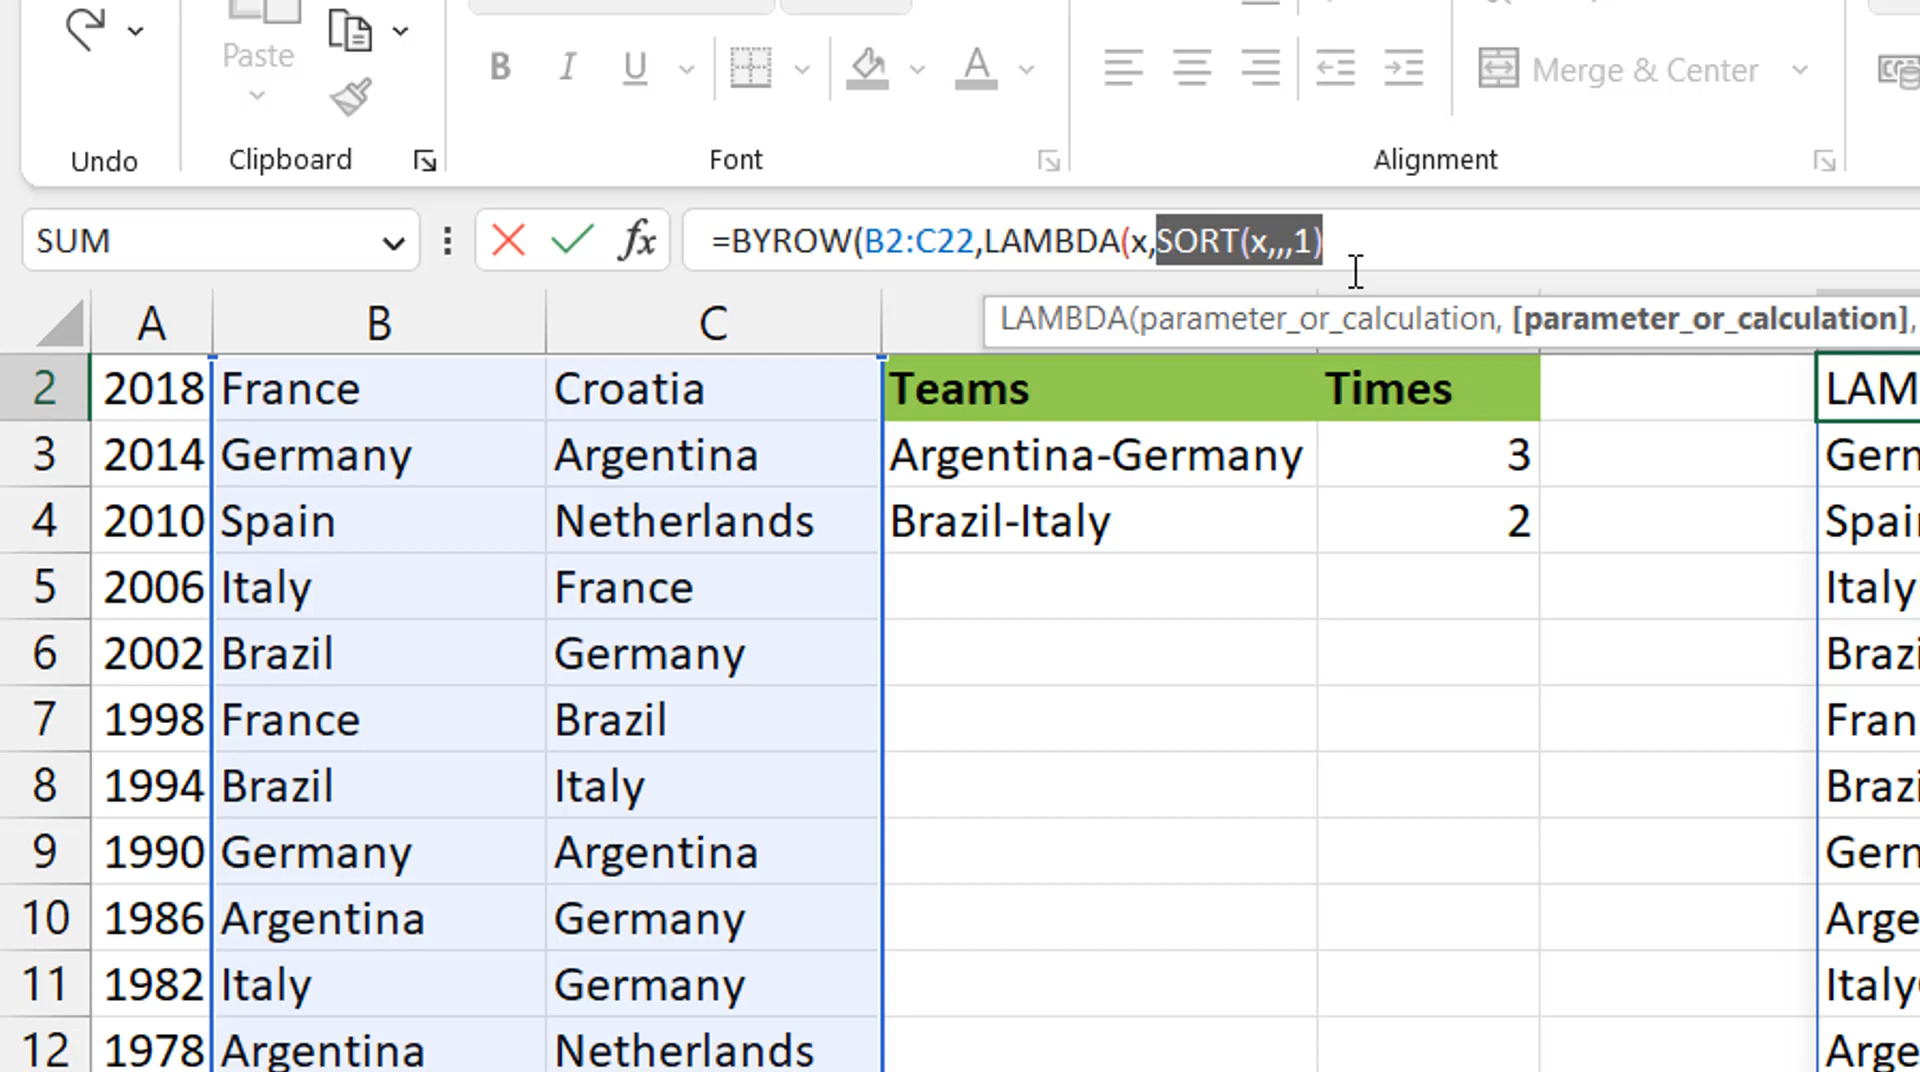 Paste
B I U A
Merge & Center
Undo Clipboard Font Alignment
SUM fx =BYROW(B2:C22,LAMBDA(x,SORT(x,,,1)
LAMBDA(parameter_or_calculation, [parameter_or_calculation],
A B C
2 2018 France Croatia Teams Times LAM
3 2014 Germany Argentina Argentina-Germany 3 Germ
4 2010 Spain Netherlands Brazil-Italy 2 Spain
5 2006 Italy France Italy
6 2002 Brazil Germany Brazi
7 1998 France Brazil Fran
8 1994 Brazil Italy Brazi
9 1990 Germany Argentina Germ
10 1986 Argentina Germany Arge
11 1982 Italy Germany Italy
12 1978 Argentina Netherlands Arge